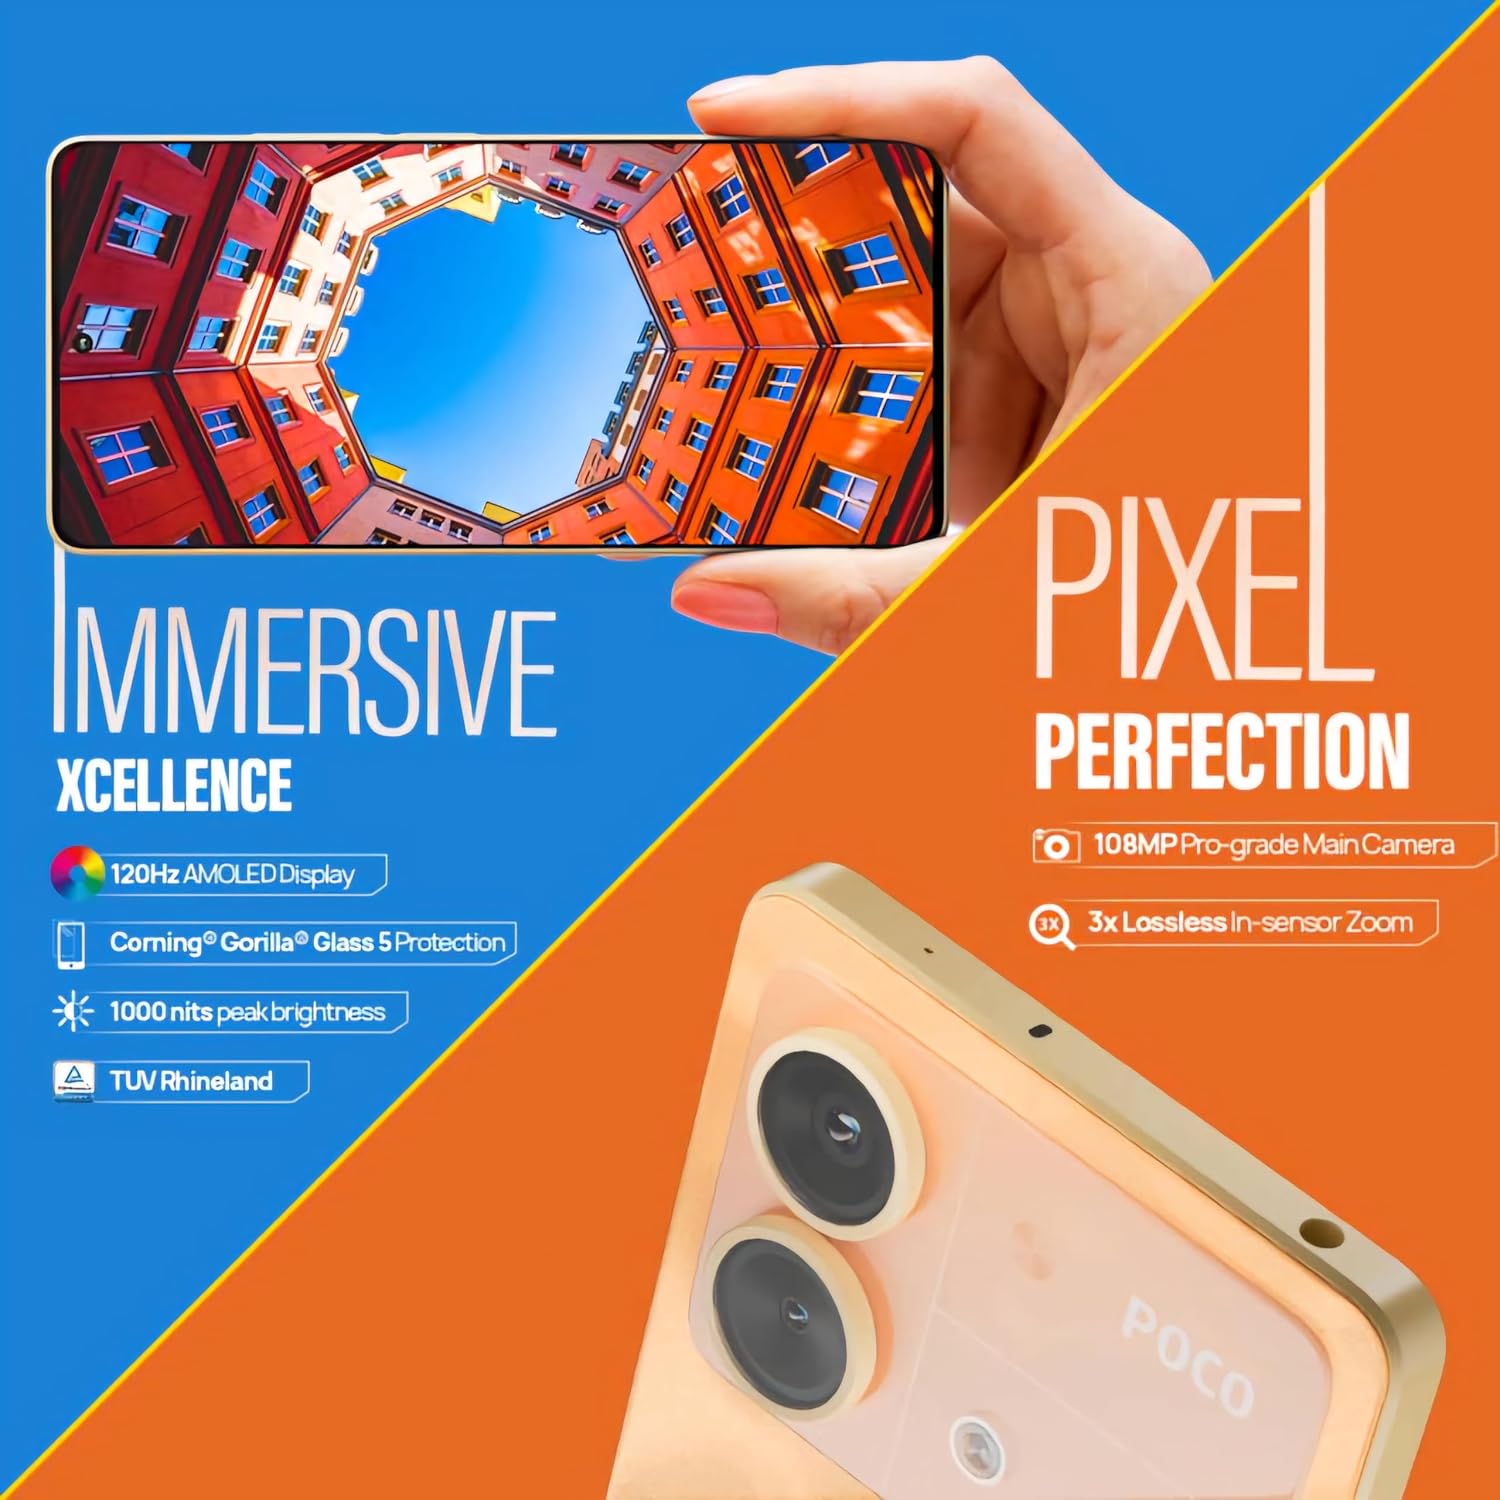 IMMERSIVE
XCELLENCE
120Hz AMOLED Display
Corning® Gorilla® Glass 5 Protection
1000 nits peak brightness
TUV Rhineland
PIXEL
PERFECTION
108MP Pro-grade Main Camera
3X
3x Lossless In-sensor Zoom
POCO